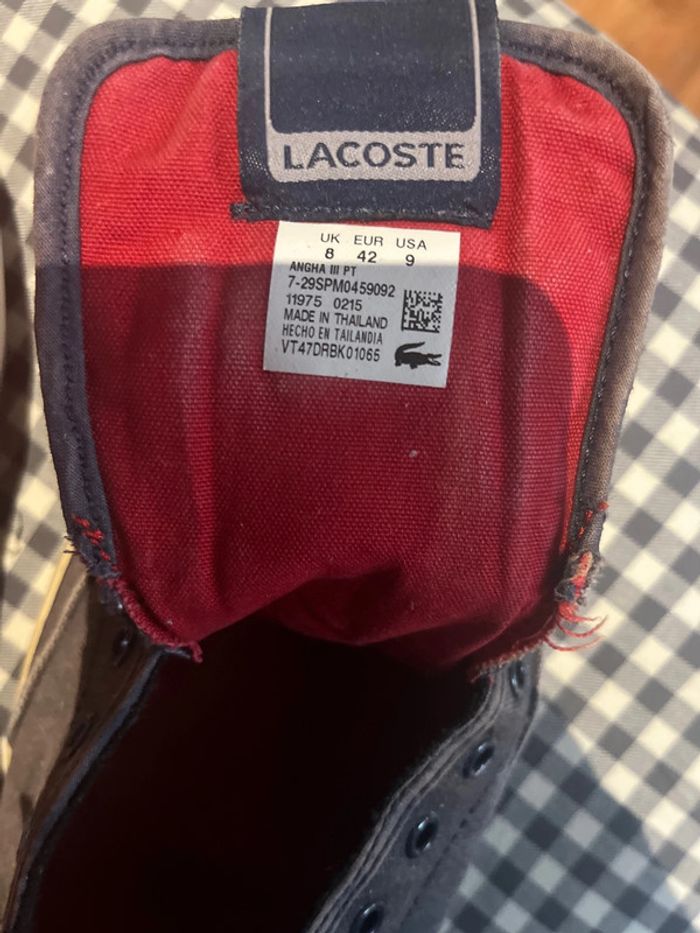 LACOSTE
UK EUR USA
8 42 9
ANGHA III PT
7-29SPM0459092
11975 0215
MADE IN THAILAND
HECHO EN TAILANDIA
VT47DRBK01065